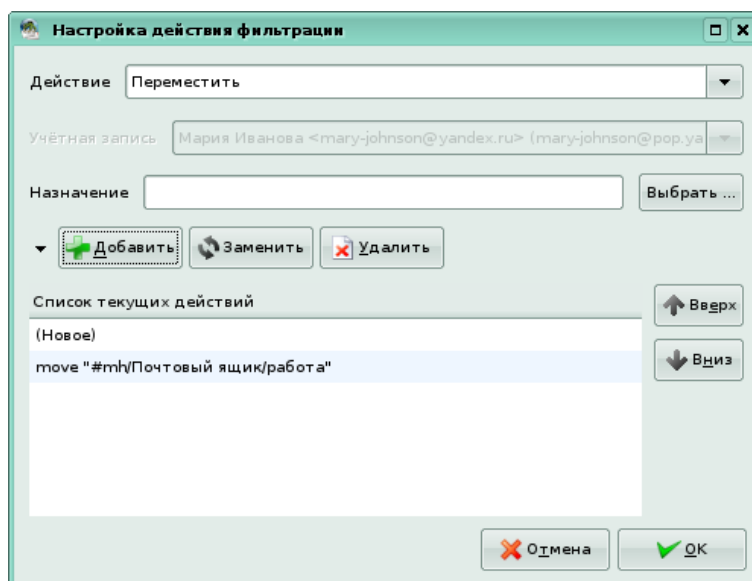 Настройка действия фильтрации
Действие Переместить
Учётная запись Мария Иванова <mary-johnson@yandex.ru> (mary-johnson@pop.ya
Назначение Выбрать ...
Добавить Заменить Удалить
Список текущих действий
(Новое)
move "#mh/Почтовый ящик/работа"
Вверх
Вниз
Отмена OK